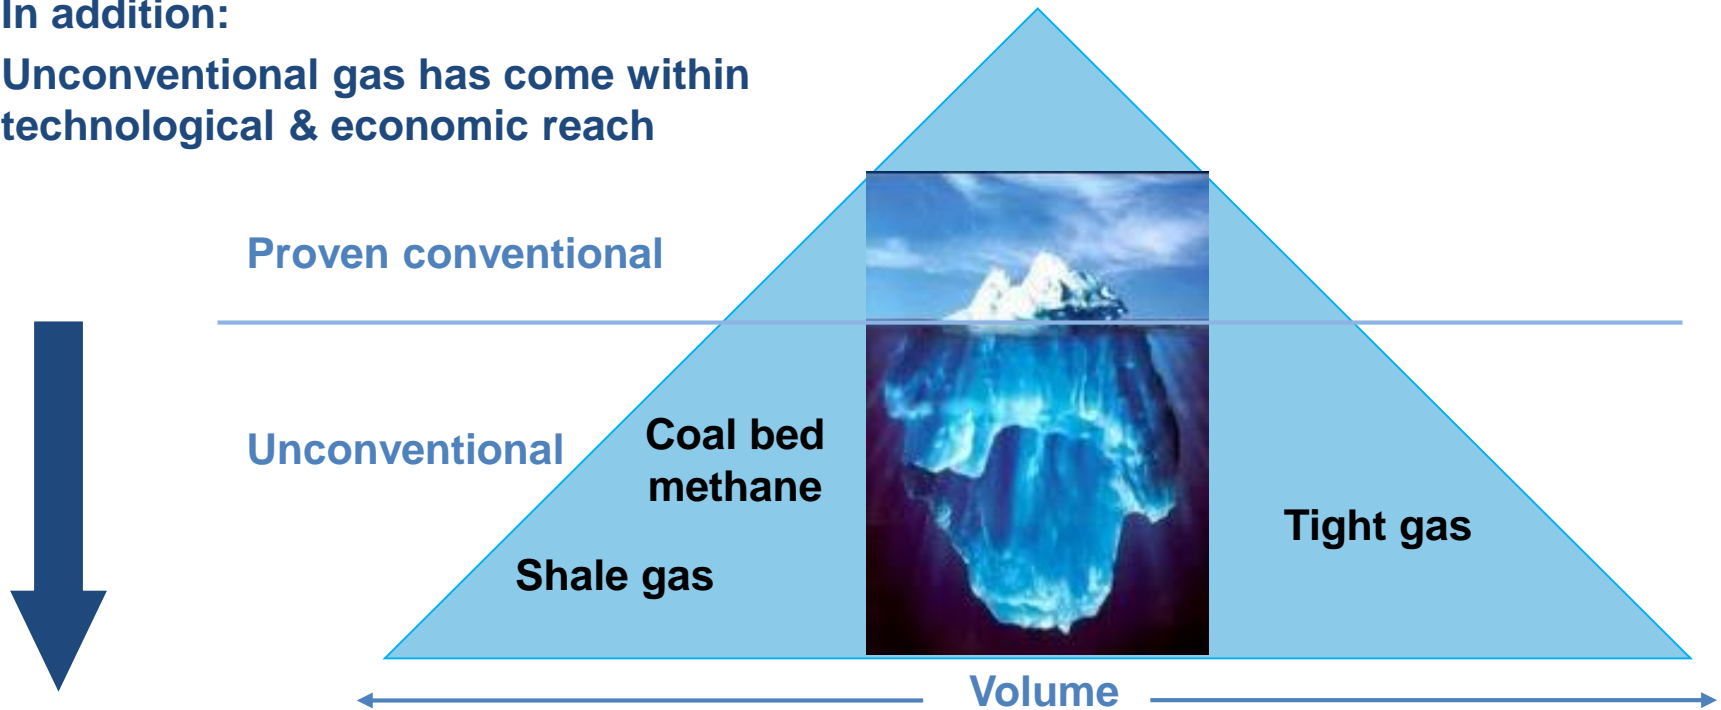 In addition:
Unconventional gas has come within
technological & economic reach
Proven conventional
Unconventional
Coal bed
methane
Tight gas
Shale gas
Volume